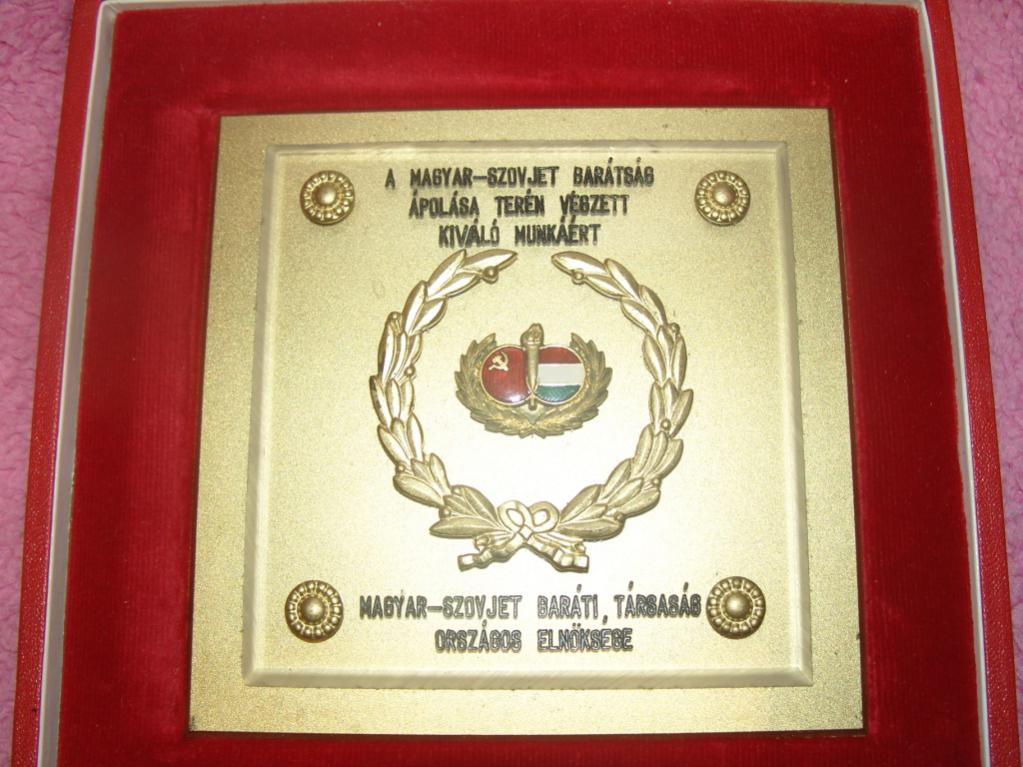 A MAGYAR-SZOVJET BARÁTSÁG
ÁPOLÁSA TERÉN VÉGZETT
KIVÁLÓ MUNKÁÉRT
MAGYAR-SZOVJET BARÁTI TÁRSASÁG
ORSZÁGOS ELNÖKSÉGE